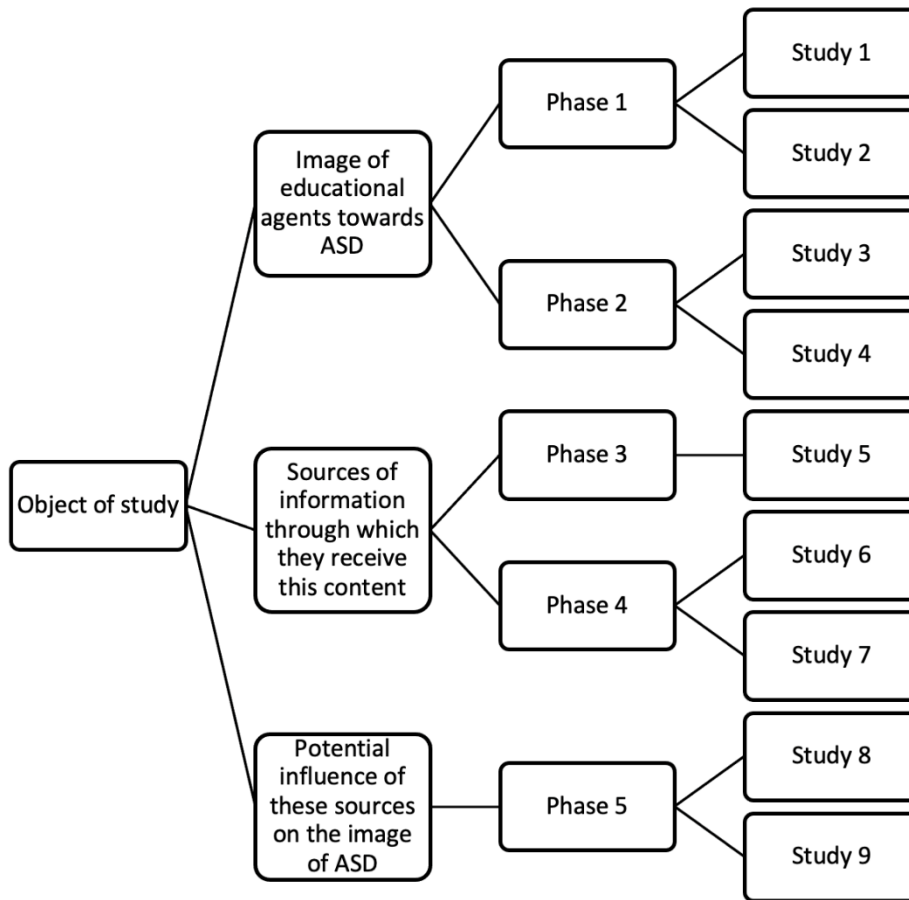 Object of study
Image of
educational
agents towards
ASD
Phase 1
Study 1
Study 2
Phase 2
Study 3
Study 4
Sources of
information
through which
they receive
this content
Phase 3
Study 5
Phase 4
Study 6
Study 7
Potential
influence of
these sources
on the image
of ASD
Phase 5
Study 8
Study 9